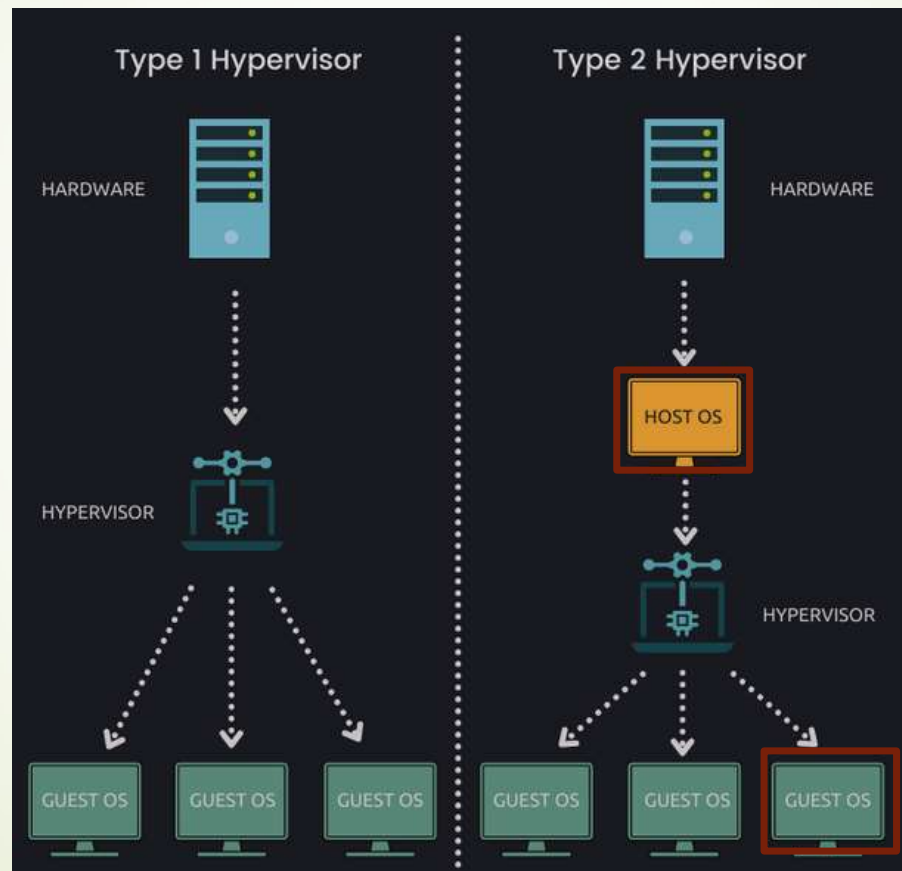 Type 1 Hypervisor
HARDWARE
HYPERVISOR
GUEST OS
GUEST OS
GUEST OS
Type 2 Hypervisor
HARDWARE
HOST OS
HYPERVISOR
GUEST OS
GUEST OS
GUEST OS